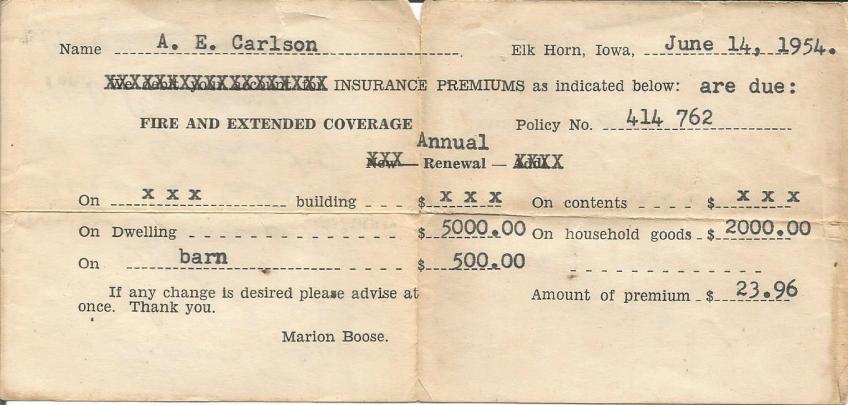 Name A. E. Carlson Elk Horn, Iowa, June 14, 1954.
XXXXXXXXXXXXXXXXXX INSURANCE PREMIUMS as indicated below: are due:
FIRE AND EXTENDED COVERAGE Policy No. 414 762
Annual
XXX — Renewal — XXXX
On x x x building - - - $ x x x On contents - - - - $ x x x
On Dwelling - - - - - - - - - - - - $ 5000.00 On household goods - $ 2000.00
On barn - - - - $ 500.00
If any change is desired please advise at Amount of premium - $ 23.96
once. Thank you.
Marion Boose.